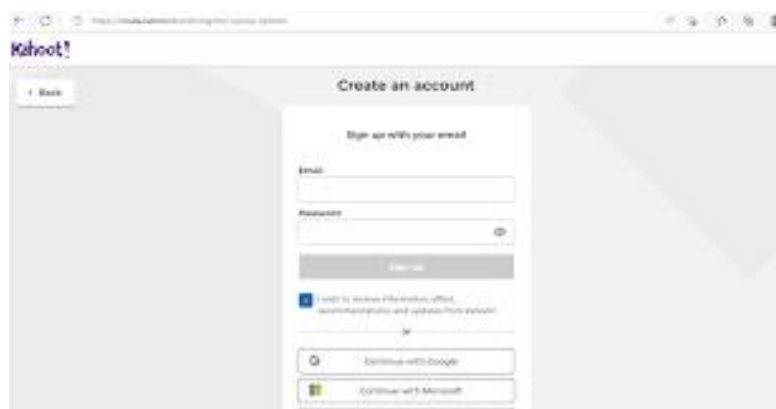 Kahoot!
Back
Create an account
Sign up with your email
Email
Password
Sign up
I wish to receive information, offers,
recommendations, and updates from Kahoot!
or
Continue with Google
Continue with Microsoft